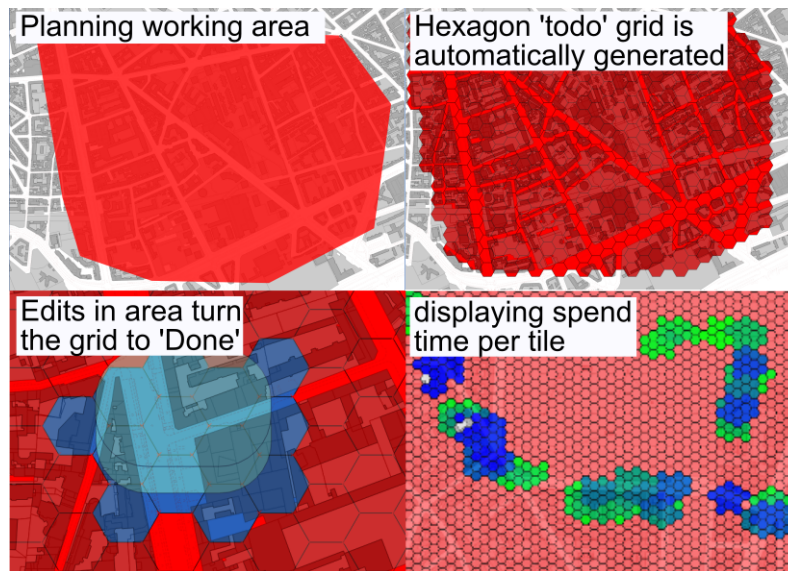 Planning working area
Hexagon 'todo' grid is
automatically generated
Edits in area turn
the grid to 'Done'
displaying spend
time per tile